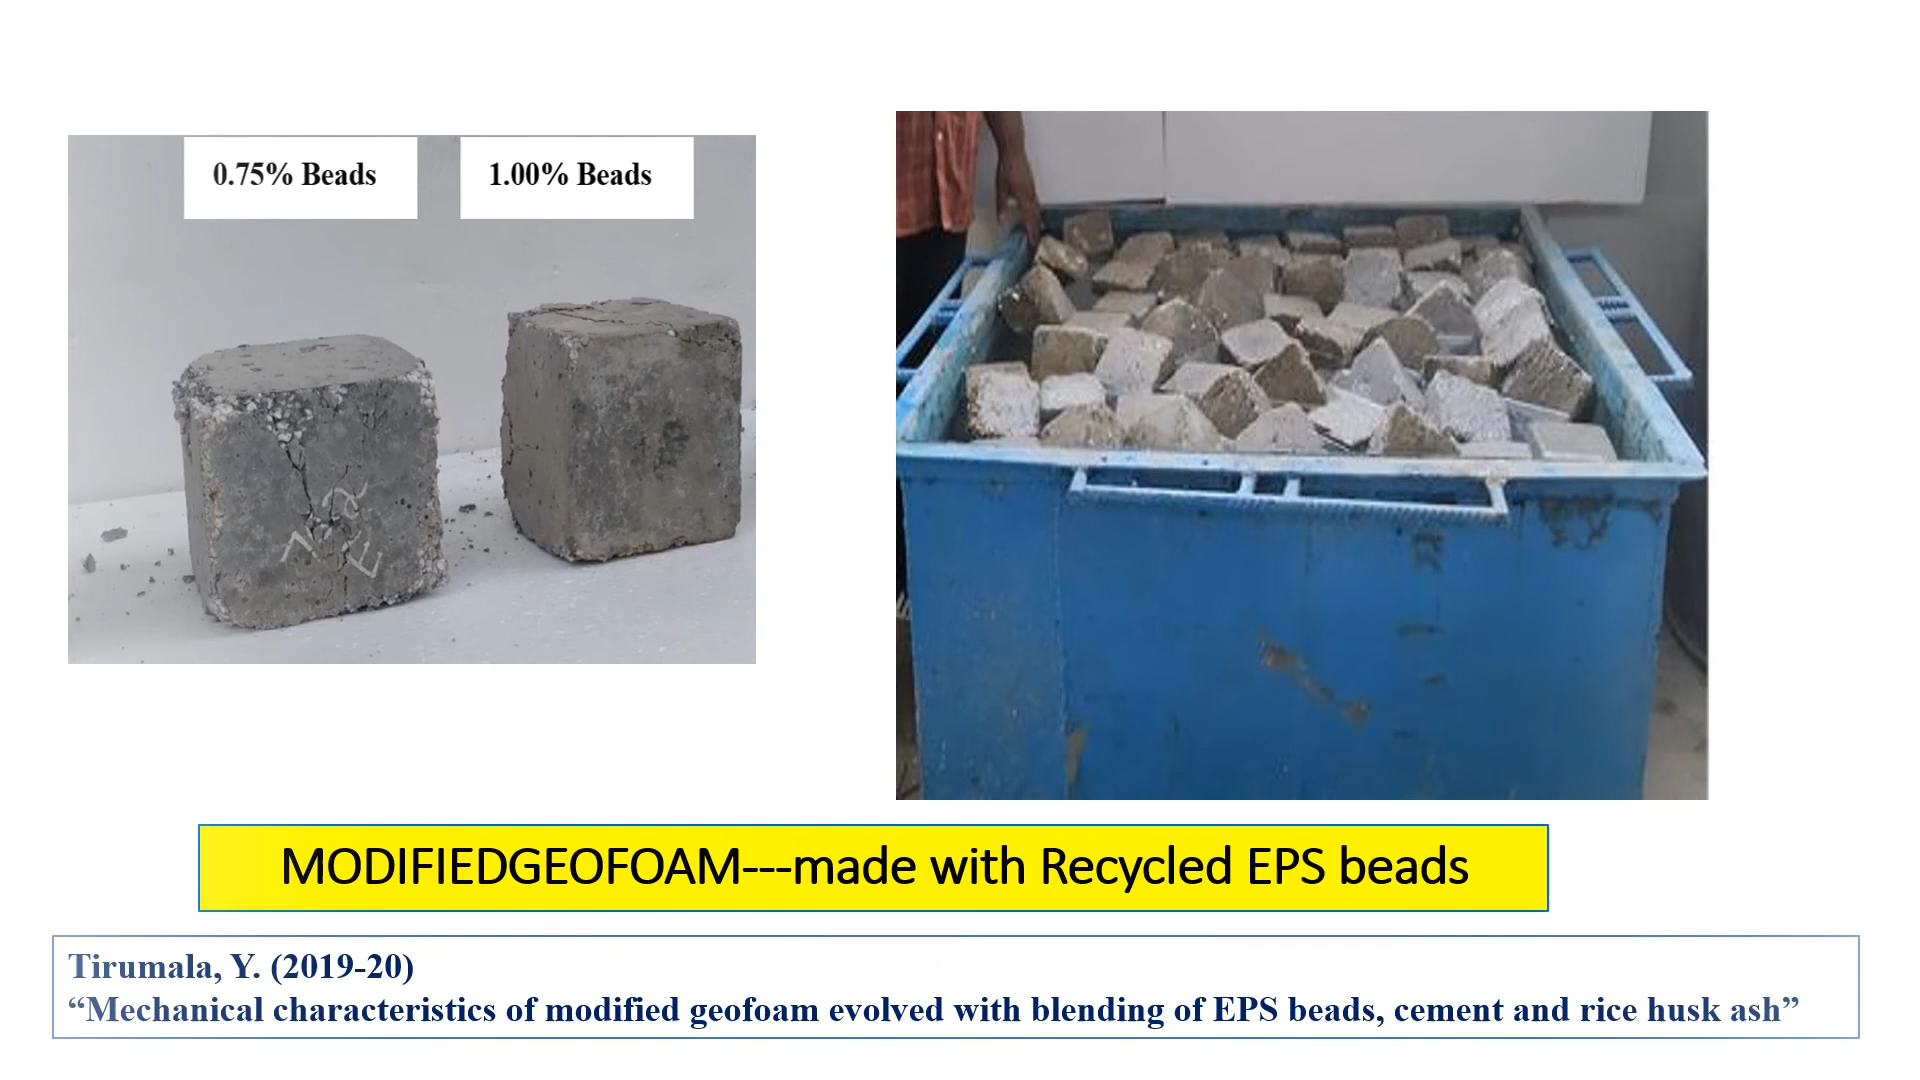 0.75% Beads
1.00% Beads
MODIFIEDGEOFOAM---made with Recycled EPS beads
Tirumala, Y. (2019-20)
“Mechanical characteristics of modified geofoam evolved with blending of EPS beads, cement and rice husk ash”